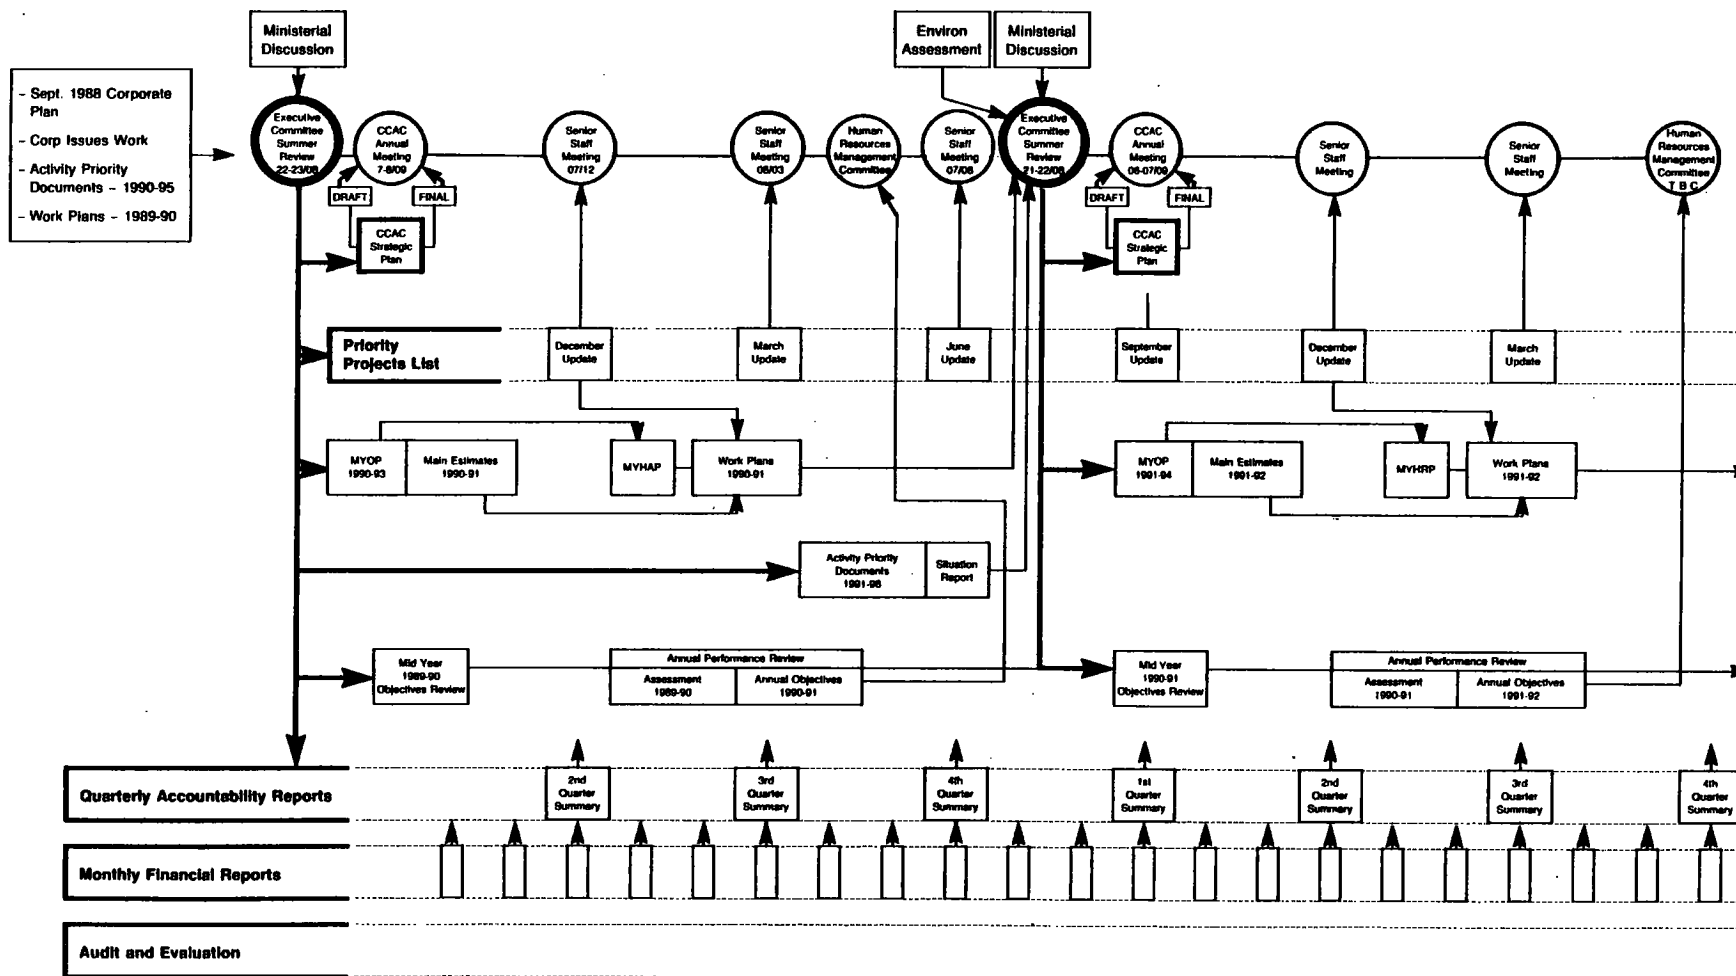 Ministerial
Discussion
Environ
Assessment
Ministerial
Discussion
- Sept. 1988 Corporate
Plan
- Corp Issues Work
- Activity Priority
Documents - 1990-95
- Work Plans - 1989-90
Executive
Committee
Summer
Review
22-23/08
CCAC
Annual
Meeting
7-8/09
Senior
Staff
Meeting
07/12
Senior
Staff
Meeting
08/03
Human
Resources
Management
Committee
Senior
Staff
Meeting
07/08
Executive
Committee
Summer
Review
21-22/08
CCAC
Annual
Meeting
06-07/09
Senior
Staff
Meeting
Senior
Staff
Meeting
Human
Resources
Management
Committee
T B C
DRAFT
FINAL
CCAC
Strategic
Plan
DRAFT
FINAL
CCAC
Strategic
Plan
Priority
Projects List
December
Update
March
Update
June
Update
September
Update
December
Update
March
Update
MYOP
1990-93
Main Estimates
1990-91
MYHAP
Work Plans
1990-91
MYOP
1991-94
Main Estimates
1991-92
MYHRP
Work Plans
1991-92
Activity Priority
Documents
1991-96
Situation
Report
Mid Year
1989-90
Objectives Review
Annual Performance Review
Assessment
1989-90
Annual Objectives
1990-91
Mid Year
1990-91
Objectives Review
Annual Performance Review
Assessment
1990-91
Annual Objectives
1991-92
Quarterly Accountability Reports
2nd
Quarter
Summary
3rd
Quarter
Summary
4th
Quarter
Summary
1st
Quarter
Summary
2nd
Quarter
Summary
3rd
Quarter
Summary
4th
Quarter
Summary
Monthly Financial Reports
Audit and Evaluation